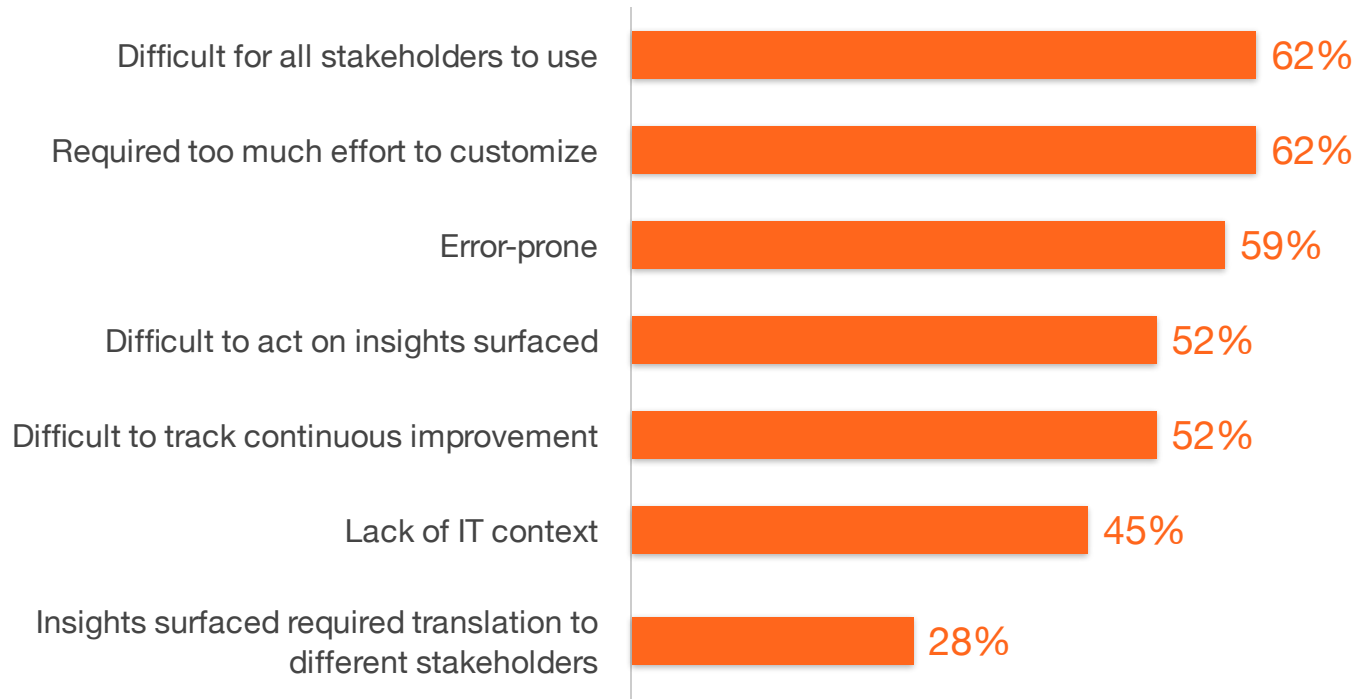 Difficult for all stakeholders to use 62%
Required too much effort to customize 62%
Error-prone 59%
Difficult to act on insights surfaced 52%
Difficult to track continuous improvement 52%
Lack of IT context 45%
Insights surfaced required translation to
different stakeholders
28%